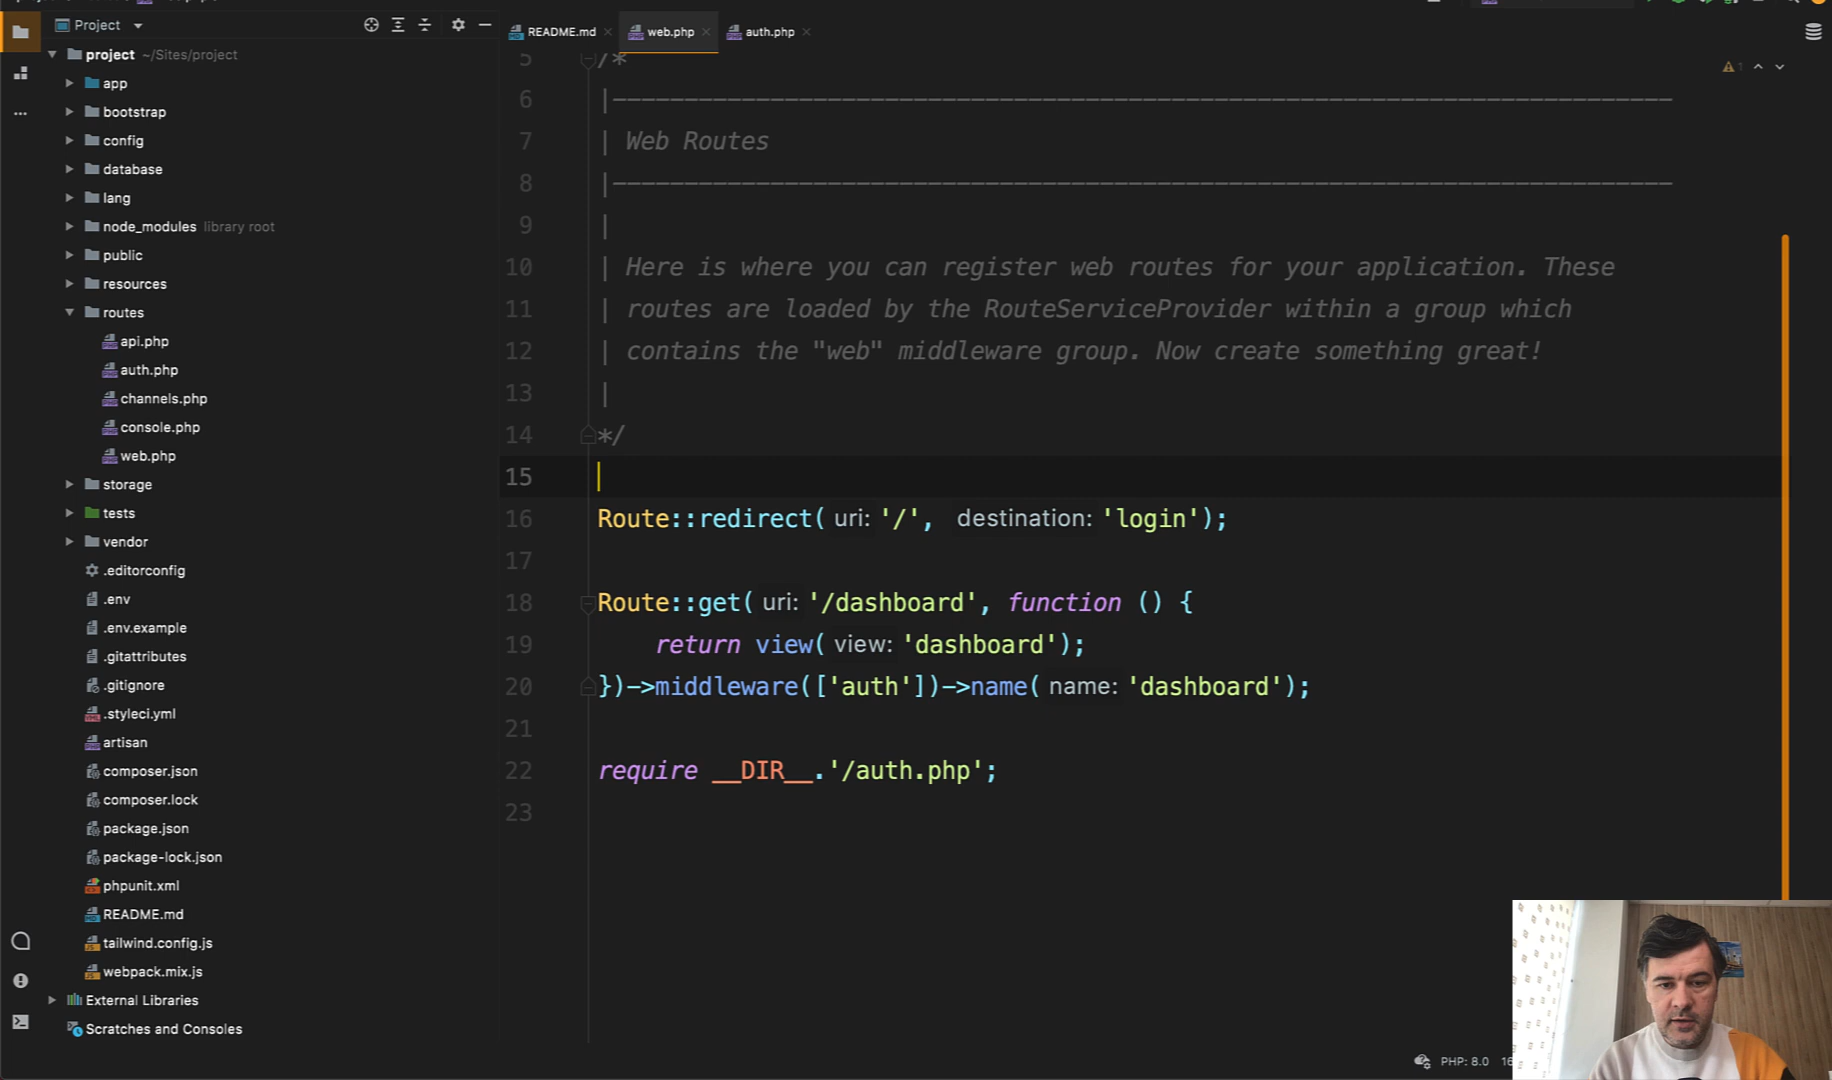 Project
README.md
web.php
auth.php
project ~/Sites/project
app
bootstrap
config
database
lang
node_modules library root
public
resources
routes
api.php
auth.php
channels.php
console.php
web.php
storage
tests
vendor
.editorconfig
.env
.env.example
.gitattributes
.gitignore
.styleci.yml
artisan
composer.json
composer.lock
package.json
package-lock.json
phpunit.xml
README.md
tailwind.config.js
webpack.mix.js
External Libraries
Scratches and Consoles
1
5 /*
6 |--------------------------------------------------------------------------
7 | Web Routes
8 |--------------------------------------------------------------------------
9 |
10 | Here is where you can register web routes for your application. These
11 | routes are loaded by the RouteServiceProvider within a group which
12 | contains the "web" middleware group. Now create something great!
13 |
14 */
15
16 Route::redirect( uri: '/', destination: 'login');
17
18 Route::get( uri: '/dashboard', function () {
19 return view( view: 'dashboard');
20 })->middleware(['auth'])->name( name: 'dashboard');
21
22 require __DIR__.'/auth.php';
23
PHP: 8.0